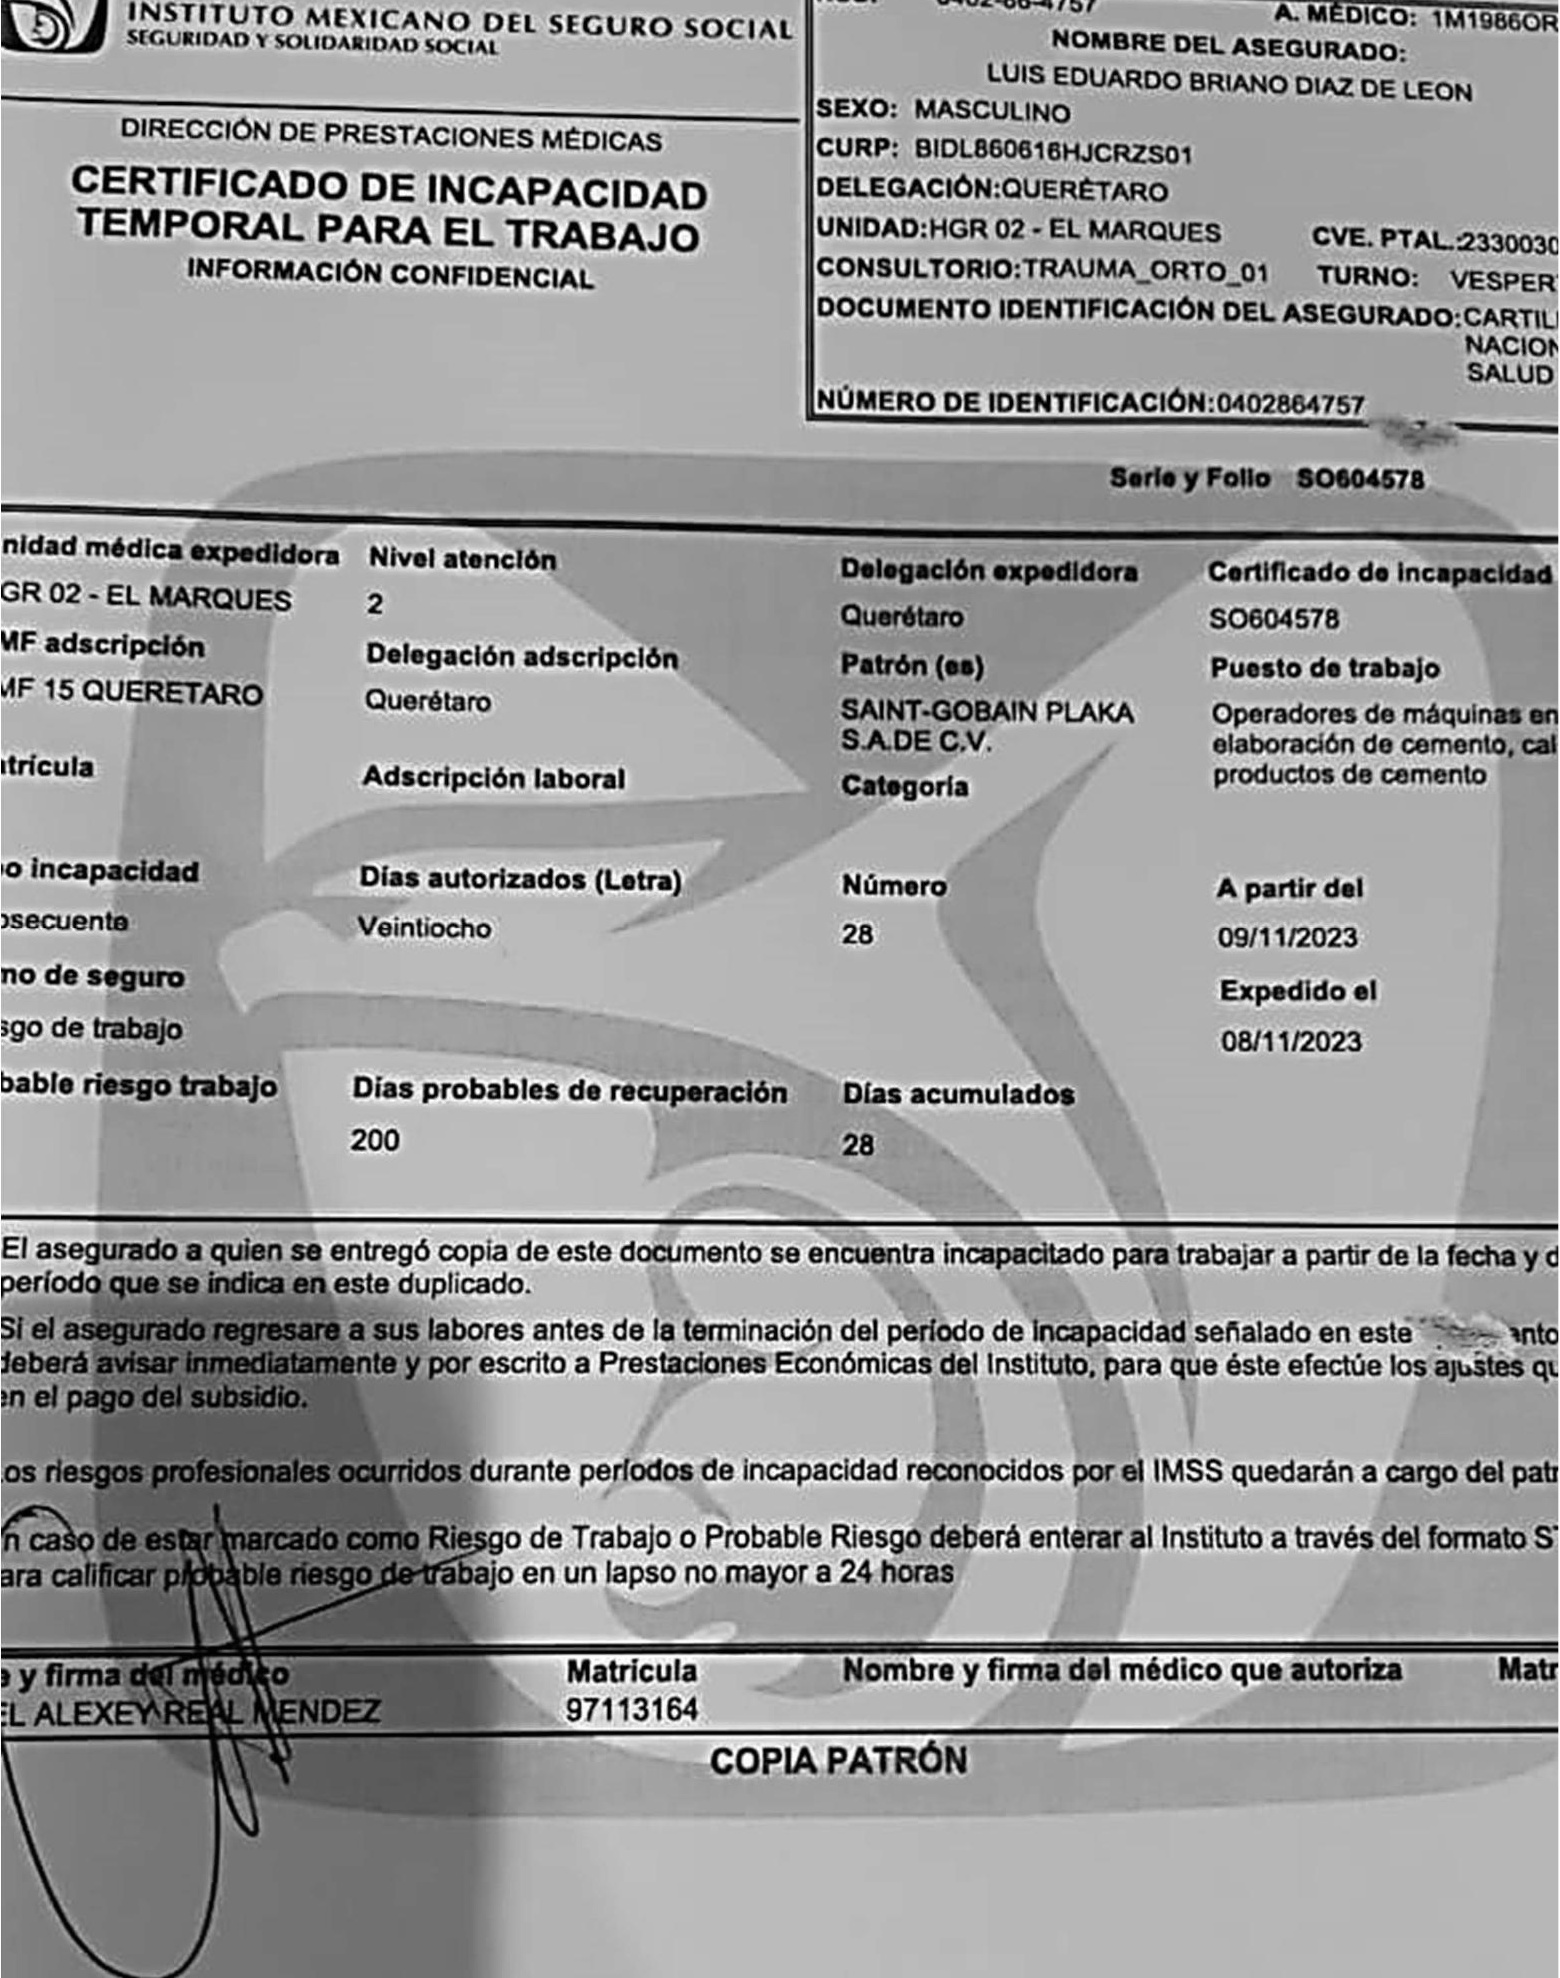 INSTITUTO MEXICANO DEL SEGURO SOCIAL
SEGURIDAD Y SOLIDARIDAD SOCIAL
DIRECCIÓN DE PRESTACIONES MÉDICAS
CERTIFICADO DE INCAPACIDAD
TEMPORAL PARA EL TRABAJO
INFORMACIÓN CONFIDENCIAL
A. MÉDICO: 1M1986OR
NOMBRE DEL ASEGURADO:
LUIS EDUARDO BRIANO DIAZ DE LEON
SEXO: MASCULINO
CURP: BIDL860616HJCRZS01
DELEGACIÓN:QUERÉTARO
UNIDAD:HGR 02 - EL MARQUES CVE. PTAL.:2330030
CONSULTORIO:TRAUMA_ORTO_01 TURNO: VESPER
DOCUMENTO IDENTIFICACIÓN DEL ASEGURADO:CARTIL
NACION
SALUD
NÚMERO DE IDENTIFICACIÓN:0402864757
Serie y Folio SO604578
nidad médica expedidora Nivel atención Delegación expedidora Certificado de incapacidad
GR 02 - EL MARQUES 2 Querétaro SO604578
MF adscripción Delegación adscripción Patrón (es) Puesto de trabajo
MF 15 QUERETARO Querétaro SAINT-GOBAIN PLAKA Operadores de máquinas en
S.A.DE C.V. elaboración de cemento, cal
productos de cemento
trícula Adscripción laboral Categoría
o incapacidad Días autorizados (Letra) Número A partir del
osecuente Veintiocho 28 09/11/2023
mo de seguro Expedido el
sgo de trabajo 08/11/2023
bable riesgo trabajo Días probables de recuperación Días acumulados
200 28
El asegurado a quien se entregó copia de este documento se encuentra incapacitado para trabajar a partir de la fecha y d
período que se indica en este duplicado.
Si el asegurado regresare a sus labores antes de la terminación del período de incapacidad señalado en este anto
deberá avisar inmediatamente y por escrito a Prestaciones Económicas del Instituto, para que éste efectúe los ajustes qu
en el pago del subsidio.
os riesgos profesionales ocurridos durante períodos de incapacidad reconocidos por el IMSS quedarán a cargo del patr
n caso de estar marcado como Riesgo de Trabajo o Probable Riesgo deberá enterar al Instituto a través del formato S
ara calificar probable riesgo de trabajo en un lapso no mayor a 24 horas
e y firma del médico Matrícula Nombre y firma del médico que autoriza Matr
EL ALEXEY REAL MENDEZ 97113164
COPIA PATRÓN